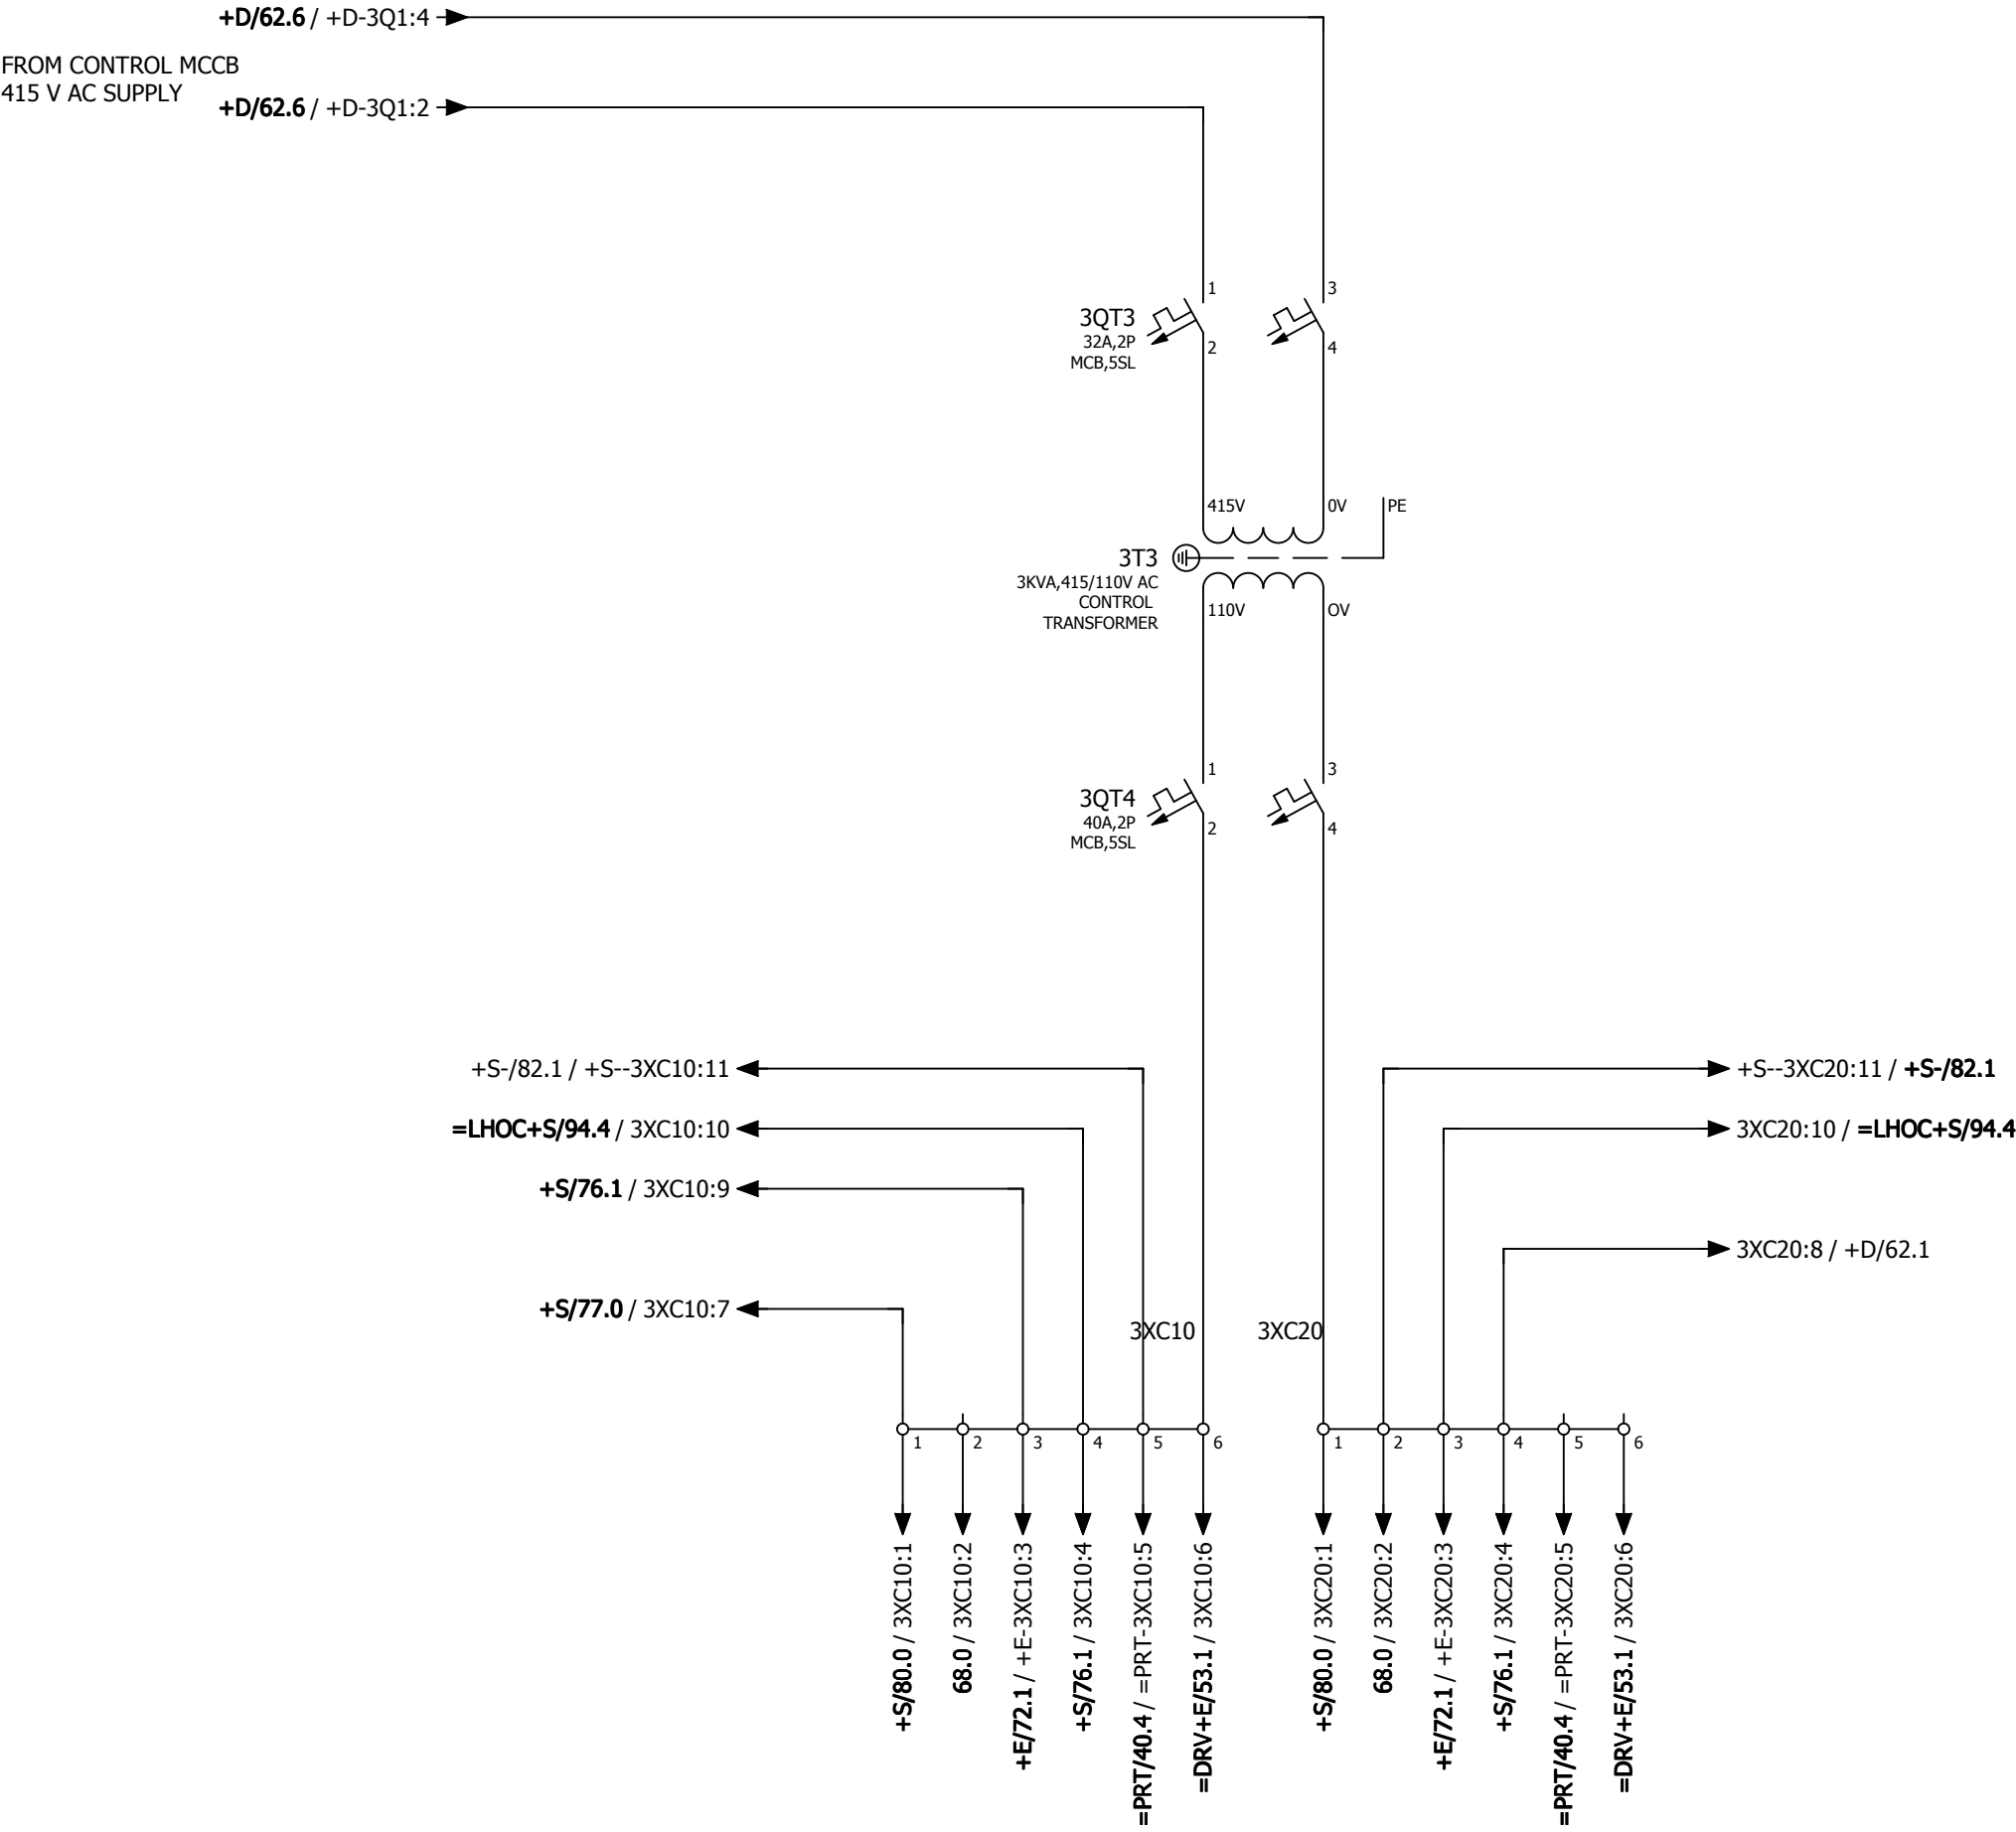 +D/62.6 / +D-3Q1:4
FROM CONTROL MCCB
415 V AC SUPPLY
+D/62.6 / +D-3Q1:2
1
3
3QT3
32A,2P
MCB,5SL
2
4
415V
0V
PE
3T3
3KVA,415/110V AC
CONTROL
TRANSFORMER
110V
OV
1
3
3QT4
40A,2P
MCB,5SL
2
4
+S-/82.1 / +S--3XC10:11
+S--3XC20:11 / +S-/82.1
=LHOC+S/94.4 / 3XC10:10
3XC20:10 / =LHOC+S/94.4
+S/76.1 / 3XC10:9
3XC20:8 / +D/62.1
+S/77.0 / 3XC10:7
3XC10
3XC20
1
2
3
4
5
6
1
2
3
4
5
6
+S/80.0 / 3XC10:1
68.0 / 3XC10:2
+E/72.1 / +E-3XC10:3
+S/76.1 / 3XC10:4
=PRT/40.4 / =PRT-3XC10:5
=DRV+E/53.1 / 3XC10:6
+S/80.0 / 3XC20:1
68.0 / 3XC20:2
+E/72.1 / +E-3XC20:3
+S/76.1 / 3XC20:4
=PRT/40.4 / =PRT-3XC20:5
=DRV+E/53.1 / 3XC20:6